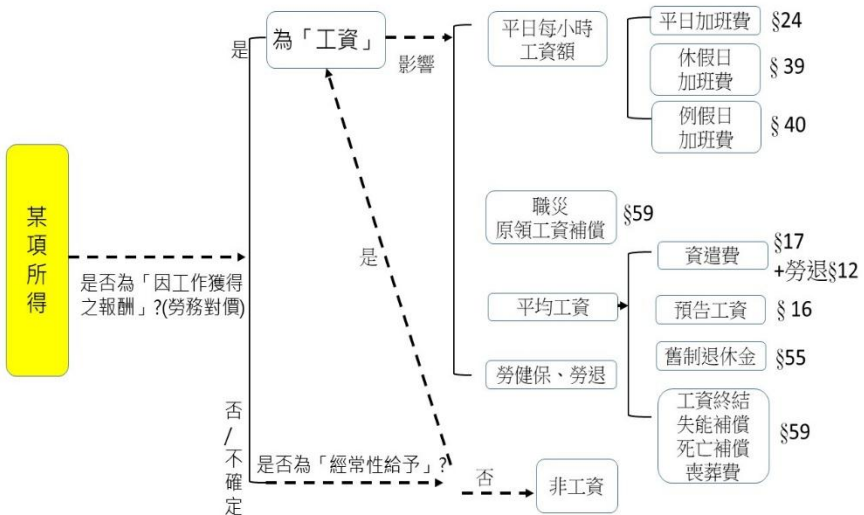 某
項
所
得
是否為「因工作獲得
之報酬」?(勞務對價)
是
為「工資」
影響
平日每小時
工資額
平日加班費
§24
休假日
加班費
§ 39
例假日
加班費
§ 40
職災
原領工資補償
§59
平均工資
資遣費
§17
+勞退§12
預告工資
§ 16
舊制退休金
§55
工資終結
失能補償
死亡補償
喪葬費
§59
勞健保、勞退
否
/
不
確
定
是否為「經常性給予」?
是
否
非工資